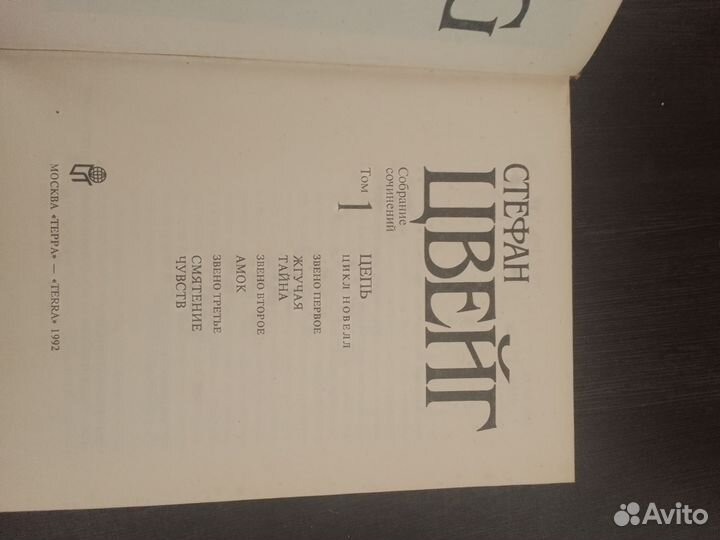 СТЕФАН
ЦВЕЙГ
Собрание
сочинений
Том 1
ЦЕПЬ
ЦИКЛ НОВЕЛЛ
ЗВЕНО ПЕРВОЕ
ЖГУЧАЯ
ТАЙНА
ЗВЕНО ВТОРОЕ
АМОК
ЗВЕНО ТРЕТЬЕ
СМЯТЕНИЕ
ЧУВСТВ
МОСКВА «ТЕРРА» — «TERRA» 1992
Avito